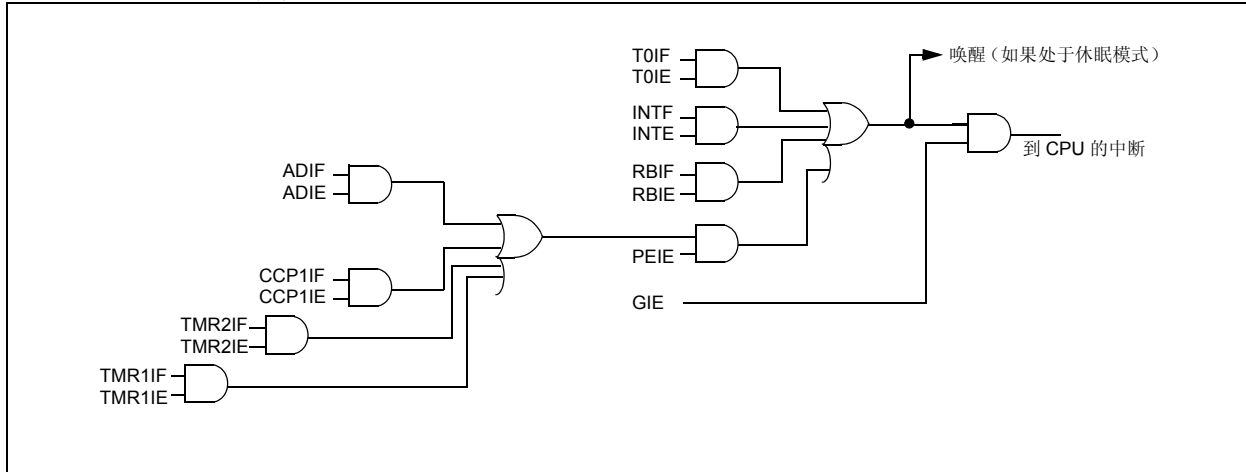 T0IF
T0IE
唤醒（如果处于休眠模式）
INTF
INTE
到 CPU 的中断
RBIF
RBIE
ADIF
ADIE
PEIE
CCP1IF
CCP1IE
GIE
TMR2IF
TMR2IE
TMR1IF
TMR1IE